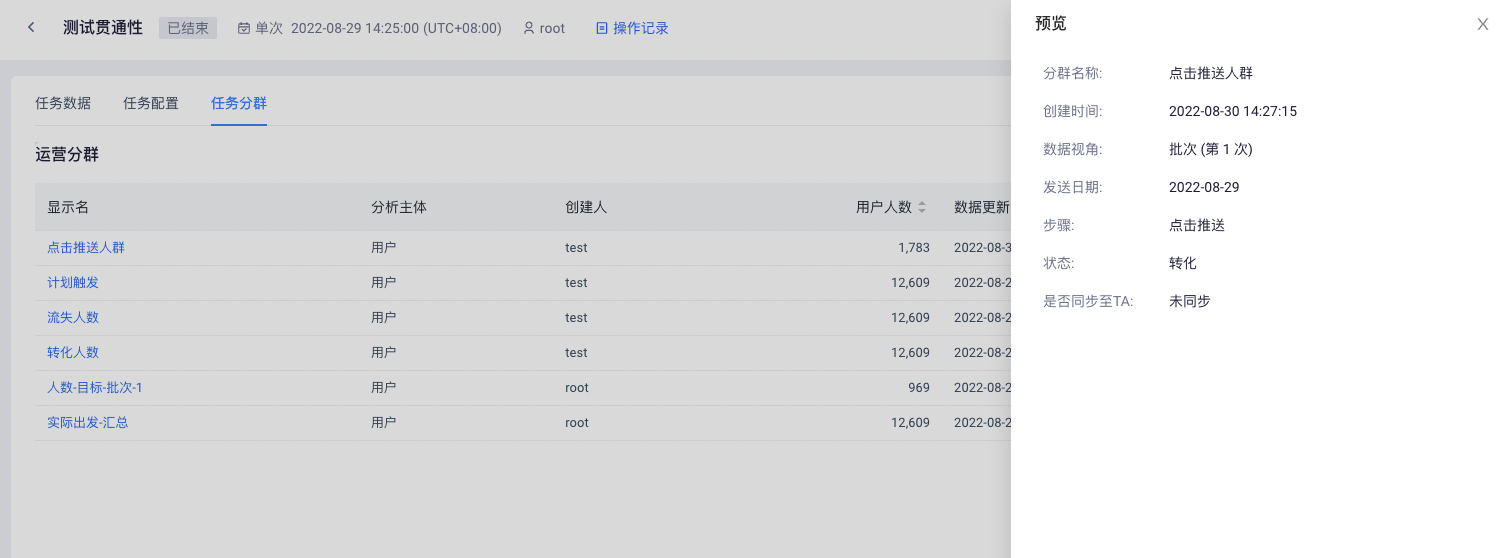 测试贯通性 已结束 单次 2022-08-29 14:25:00 (UTC+08:00) root 操作记录
任务数据 任务配置 任务分群
运营分群
显示名 分析主体 创建人 用户人数 数据更新
点击推送人群 用户 test 1,783 2022-08-3
计划触发 用户 test 12,609 2022-08-2
流失人数 用户 test 12,609 2022-08-2
转化人数 用户 test 12,609 2022-08-2
人数-目标-批次-1 用户 root 969 2022-08-2
实际出发-汇总 用户 root 12,609 2022-08-2
预览
分群名称: 点击推送人群
创建时间: 2022-08-30 14:27:15
数据视角: 批次 (第 1 次)
发送日期: 2022-08-29
步骤: 点击推送
状态: 转化
是否同步至TA: 未同步